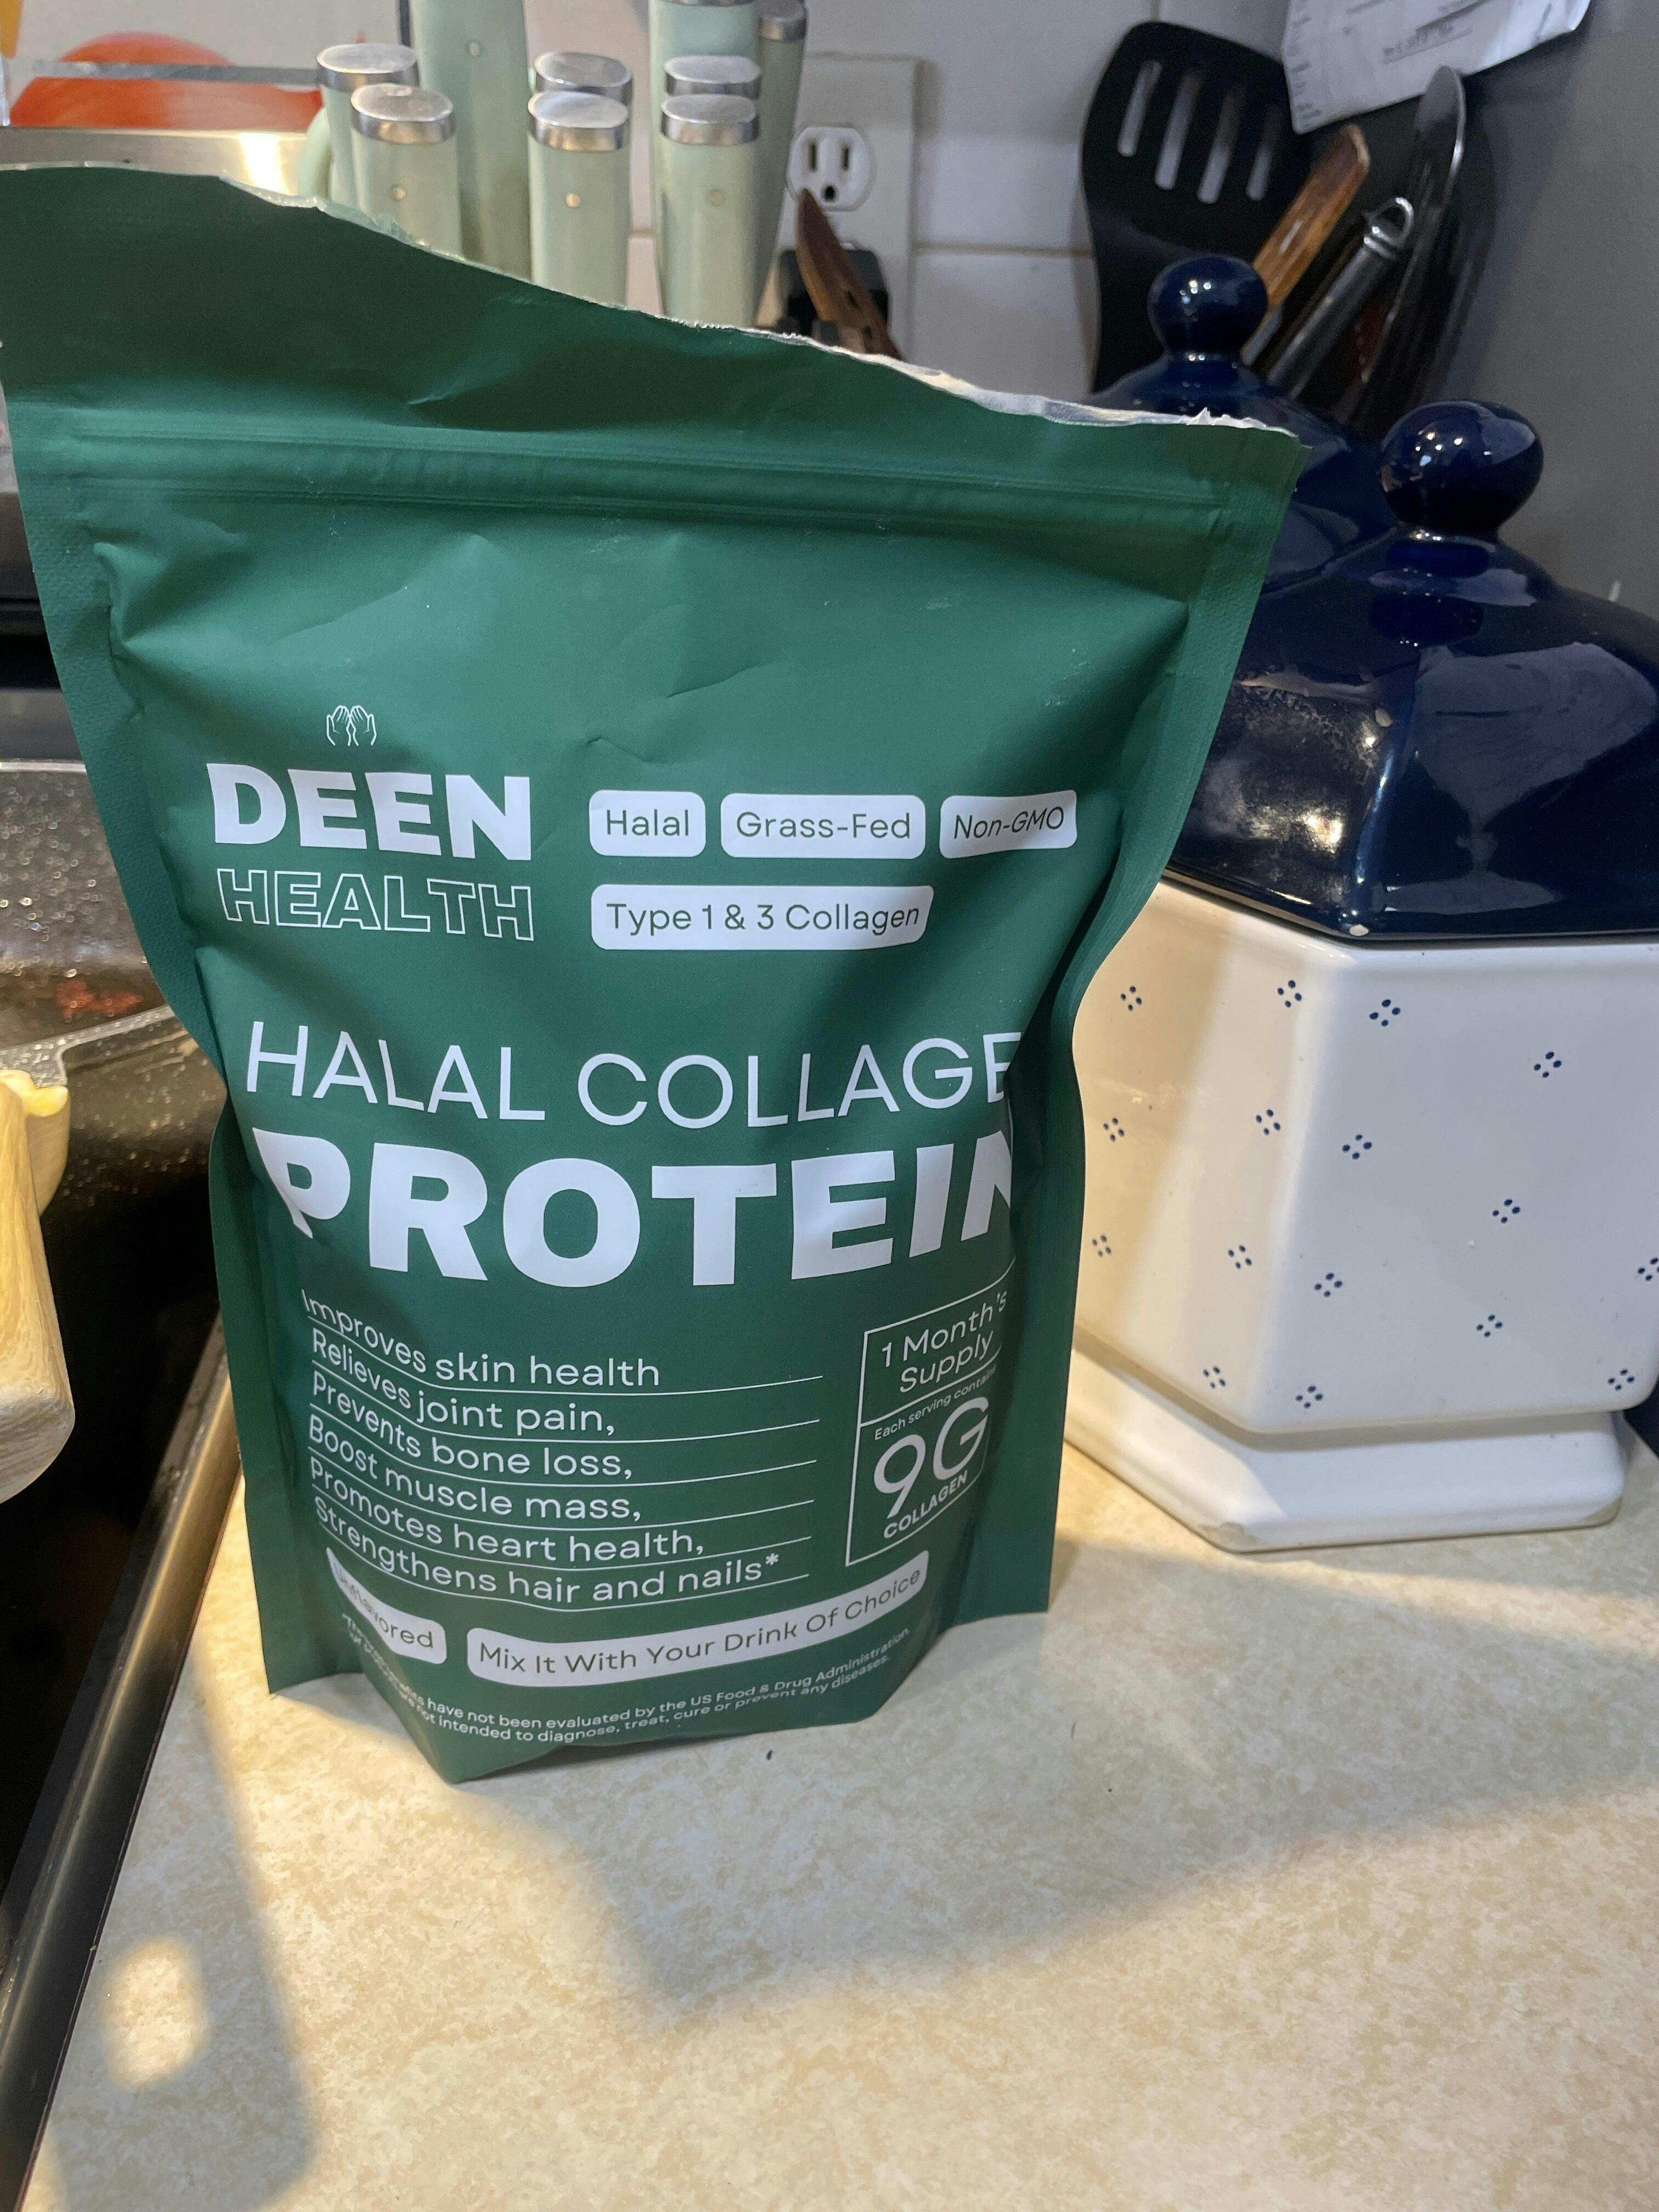 DEEN
HEALTH
Halal Grass-Fed Non-GMO
Type 1 & 3 Collagen
HALAL COLLAGE
PROTEIN
Improves skin health
Relieves joint pain,
Prevents bone loss,
Boost muscle mass,
Promotes heart health,
Strengthens hair and nails*
1 Month's
Supply
Each serving contains
9G
COLLAGEN
Unflavored
Mix It With Your Drink Of Choice
have not been evaluated by the US Food & Drug Administration.
not intended to diagnose, treat, cure or prevent any diseases.